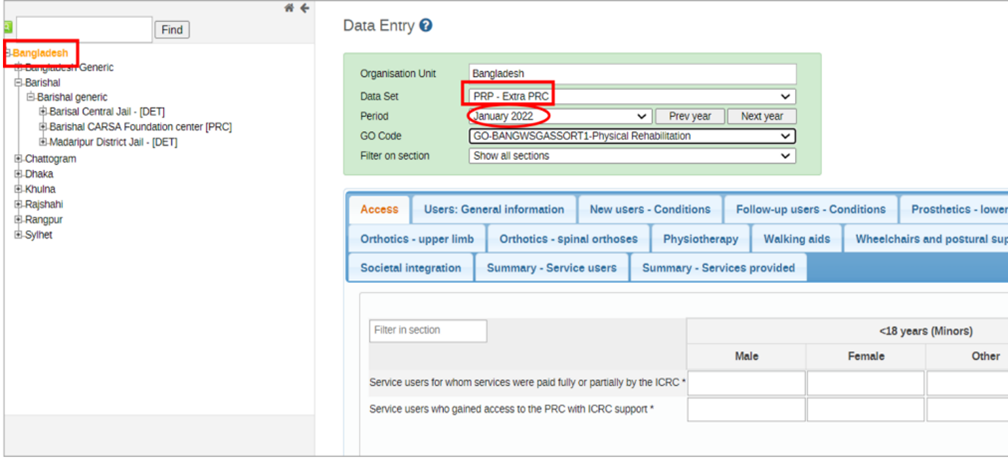 Find
Bangladesh
Bangladesh Generic
Barishal
Barishal generic
Barisal Central Jail - [DET]
Barishal CARSA Foundation center [PRC]
Madaripur District Jail - [DET]
Chattogram
Dhaka
Khulna
Rajshahi
Rangpur
Sylhet
Data Entry ?
Organisation Unit Bangladesh
Data Set PRP - Extra PRC
Period January 2022 Prev year Next year
GO Code GO-BANGWSGASSORT1-Physical Rehabilitation
Filter on section Show all sections
Access Users: General information New users - Conditions Follow-up users - Conditions Prosthetics - lower
Orthotics - upper limb Orthotics - spinal orthoses Physiotherapy Walking aids Wheelchairs and postural sup
Societal integration Summary - Service users Summary - Services provided
Filter in section <18 years (Minors)
Male Female Other
Service users for whom services were paid fully or partially by the ICRC *
Service users who gained access to the PRC with ICRC support *